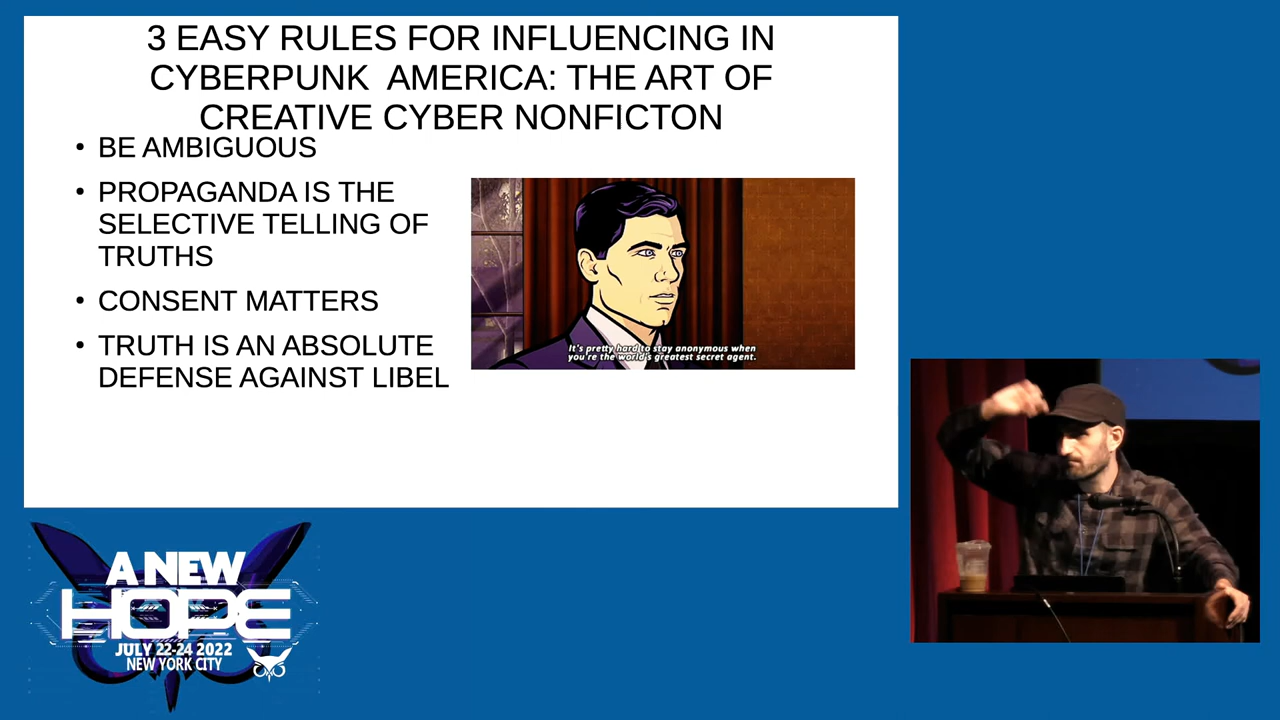 3 EASY RULES FOR INFLUENCING IN
CYBERPUNK  AMERICA: THE ART OF
CREATIVE CYBER NONFICTON
• BE AMBIGUOUS
• PROPAGANDA IS THE
SELECTIVE TELLING OF
TRUTHS
• CONSENT MATTERS
• TRUTH IS AN ABSOLUTE
DEFENSE AGAINST LIBEL
It's pretty hard to stay anonymous when
you're the world's greatest secret agent.
A NEW
HOPE
JULY 22-24 2022
NEW YORK CITY